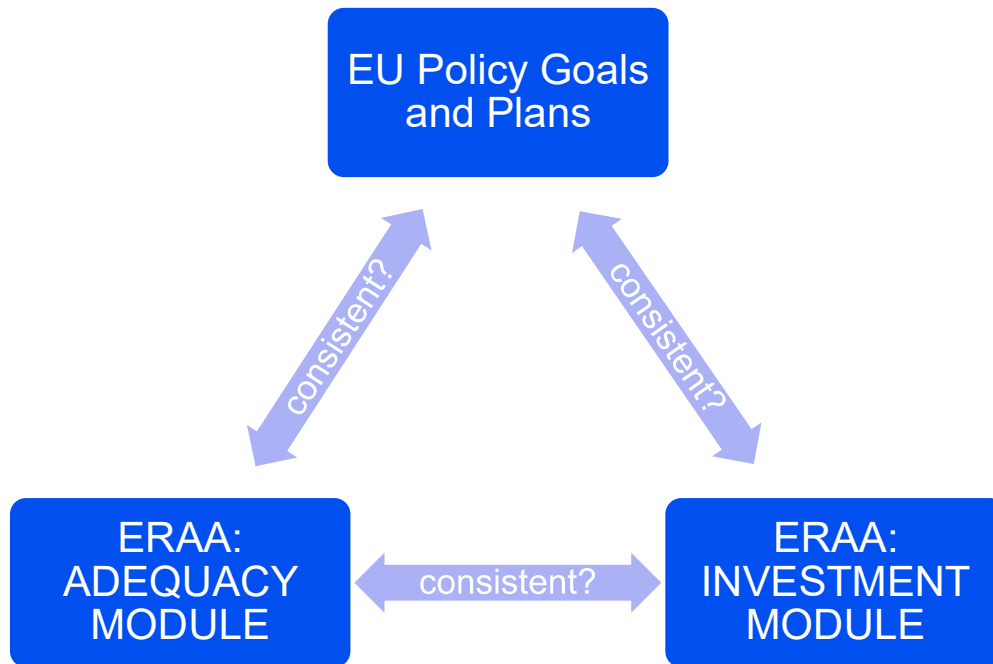 EU Policy Goals
and Plans
consistent?
consistent?
ERAA:
ADEQUACY
MODULE
consistent?
ERAA:
INVESTMENT
MODULE